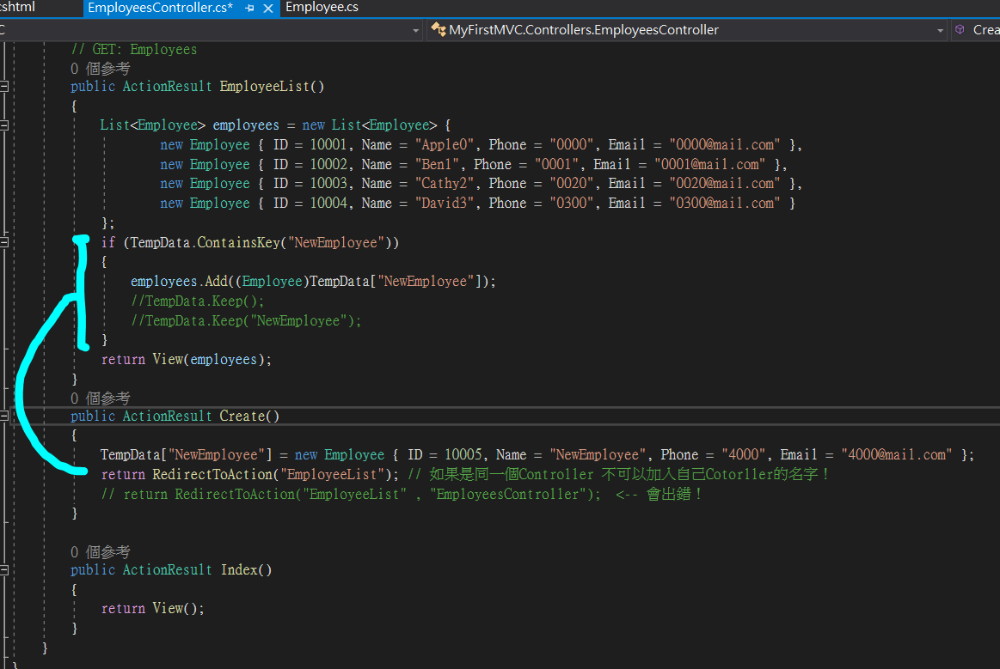 cshtml EmployeesController.cs* Employee.cs
C MyFirstMVC.Controllers.EmployeesController Crea
// GET: Employees
0 個參考
public ActionResult EmployeeList()
{
List<Employee> employees = new List<Employee> {
new Employee { ID = 10001, Name = "Apple0", Phone = "0000", Email = "0000@mail.com" },
new Employee { ID = 10002, Name = "Ben1", Phone = "0001", Email = "0001@mail.com" },
new Employee { ID = 10003, Name = "Cathy2", Phone = "0020", Email = "0020@mail.com" },
new Employee { ID = 10004, Name = "David3", Phone = "0300", Email = "0300@mail.com" }
};
if (TempData.ContainsKey("NewEmployee"))
{
employees.Add((Employee)TempData["NewEmployee"]);
//TempData.Keep();
//TempData.Keep("NewEmployee");
}
return View(employees);
}
0 個參考
public ActionResult Create()
{
TempData["NewEmployee"] = new Employee { ID = 10005, Name = "NewEmployee", Phone = "4000", Email = "4000@mail.com" };
return RedirectToAction("EmployeeList"); // 如果是同一個Controller 不可以加入自己Cotorller的名字！
// return RedirectToAction("EmployeeList" , "EmployeesController"); <-- 會出錯！
}
0 個參考
public ActionResult Index()
{
return View();
}
}
}